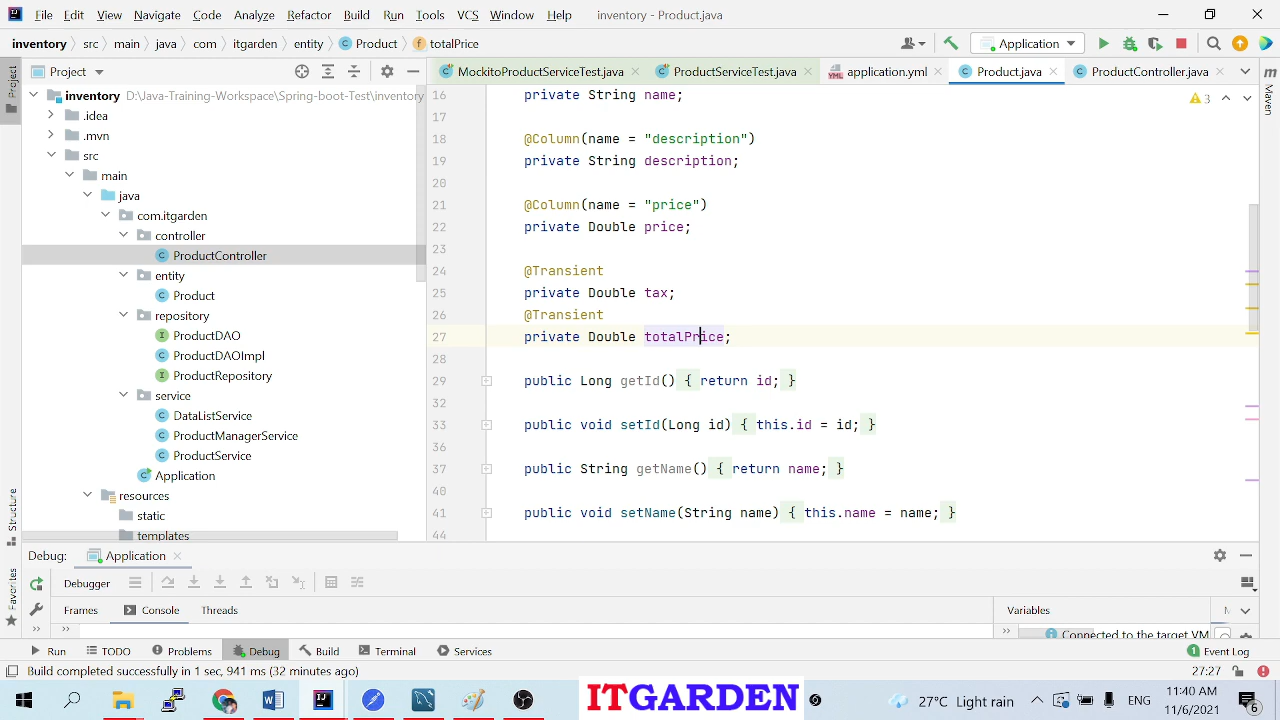 File Edit View Navigate Code Refactor Build Run Tools VCS Window Help inventory - Product.java
inventory src main java com itgarden entity Product totalPrice
Application
Project
Project
MockitoProductServiceTest.java ProductServiceTest.java application.yml Product.java ProductController.java
Maven
inventory D:\Java-Training-Workspace\Spring-boot-Test\inventory
.idea
.mvn
src
main
java
com.itgarden
controller
ProductController
entity
Product
repository
ProductDAO
ProductDAOImpl
ProductRepository
service
DataListService
ProductManagerService
ProductService
Application
resources
static
templates
3
16 private String name;
17
18 @Column(name = "description")
19 private String description;
20
21 @Column(name = "price")
22 private Double price;
23
24 @Transient
25 private Double tax;
26 @Transient
27 private Double totalPrice;
28
29 public Long getId() { return id; }
32
33 public void setId(Long id) { this.id = id; }
36
37 public String getName() { return name; }
40
41 public void setName(String name) { this.name = name; }
44
Structure
Favorites
Debug: Application
Debugger
Frames Console Threads
Variables
Connected to the target VM
Run TODO Problems Debug Build Terminal Services Event Log
Build completed successfully in 1 sec, 941 ms (32 minutes ago)
27:27
ITGARDEN
27°C Light rain
ENG
11:40 AM
11/6/2021
6